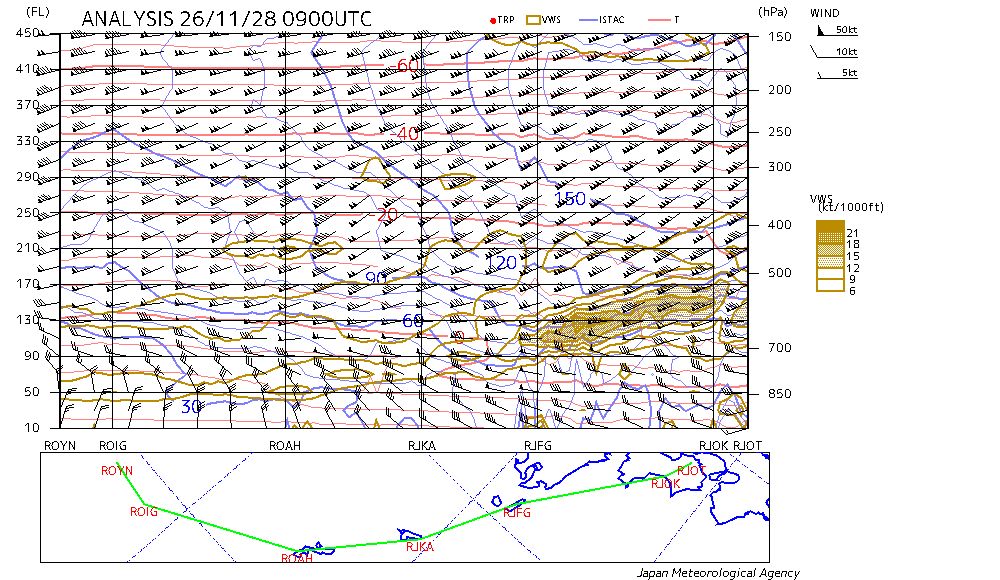 (FL) ANALYSIS 26/11/28 0900UTC TRP VWS ISTAC T (hPa) WIND
450 150 50kt
10kt
410 -60 5kt
200
370
330 -40 250
290 300
150 VWS
250 -20 (kt/1000ft)
400
210 21
120 18
90 500 15
170 12
9
130 60 6
0
90 700
50 850
30
10
ROYN ROIG ROAH RJKA RJFG RJOK RJOT
ROYN RJOT
RJOK
ROIG RJFG
RJKA
ROAH
Japan Meteorological Agency